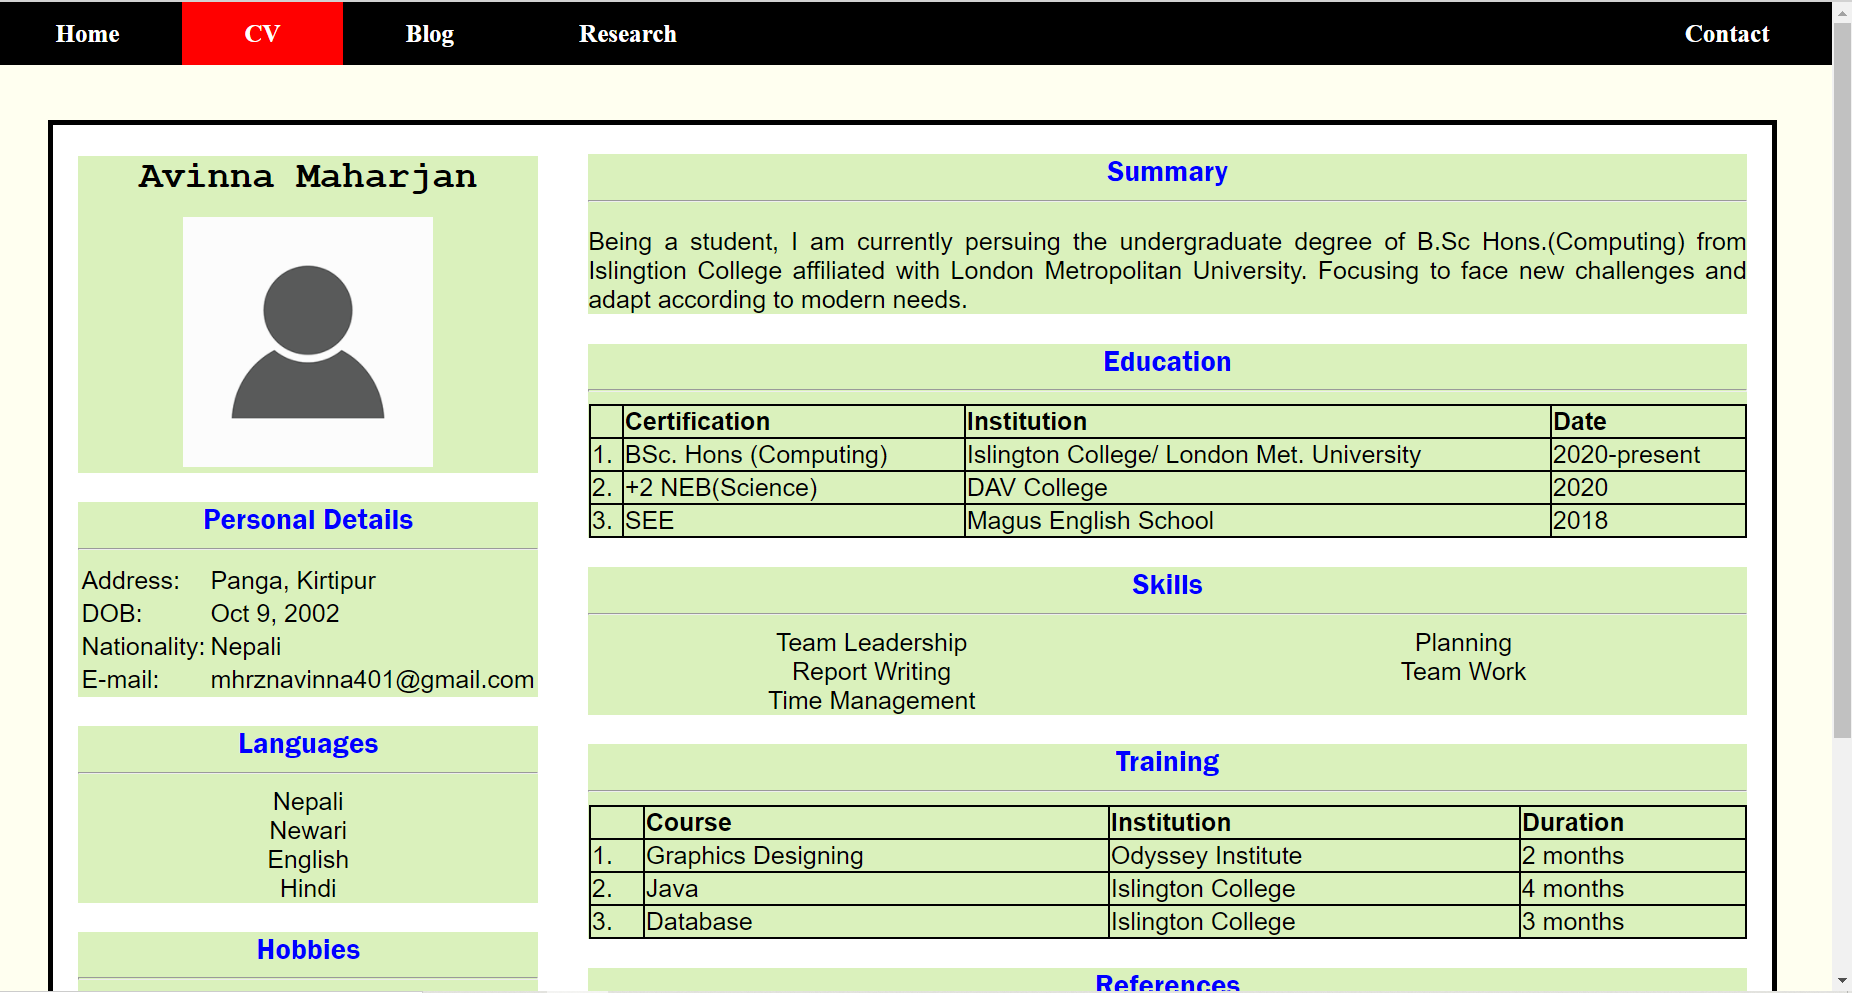 Home CV Blog Research Contact
Avinna Maharjan
Personal Details
Address: Panga, Kirtipur
DOB: Oct 9, 2002
Nationality: Nepali
E-mail: mhrznavinna401@gmail.com
Languages
Nepali
Newari
English
Hindi
Hobbies
Summary
Being a student, I am currently persuing the undergraduate degree of B.Sc Hons.(Computing) from
Islingtion College affiliated with London Metropolitan University. Focusing to face new challenges and
adapt according to modern needs.
Education
Certification Institution Date
1. BSc. Hons (Computing) Islington College/ London Met. University 2020-present
2. +2 NEB(Science) DAV College 2020
3. SEE Magus English School 2018
Skills
Team Leadership Planning
Report Writing Team Work
Time Management
Training
Course Institution Duration
1. Graphics Designing Odyssey Institute 2 months
2. Java Islington College 4 months
3. Database Islington College 3 months
References